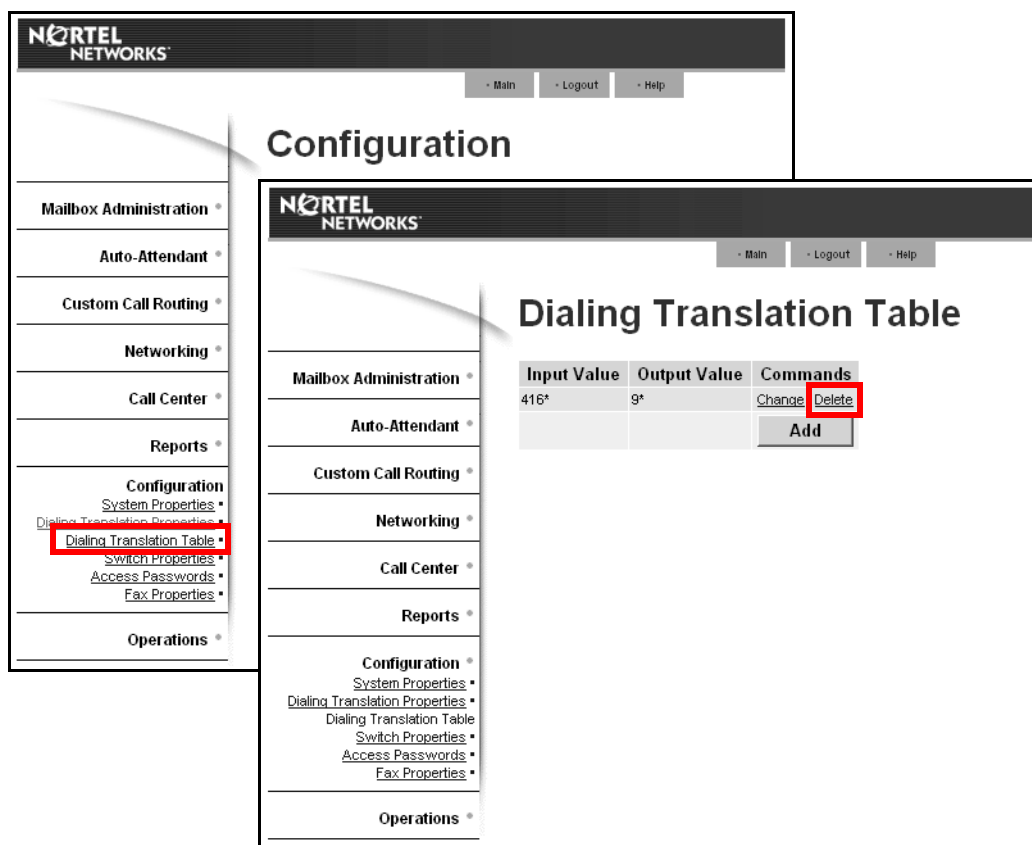 NORTEL
NETWORKS
Main Logout Help
Configuration
Mailbox Administration
Auto-Attendant
Custom Call Routing
Networking
Call Center
Reports
Configuration
System Properties
Dialing Translation Properties
Dialing Translation Table
Switch Properties
Access Passwords
Fax Properties
Operations
NORTEL
NETWORKS
Main Logout Help
Dialing Translation Table
Input Value Output Value Commands
416* 9* Change Delete
Add
Mailbox Administration
Auto-Attendant
Custom Call Routing
Networking
Call Center
Reports
Configuration
System Properties
Dialing Translation Properties
Dialing Translation Table
Switch Properties
Access Passwords
Fax Properties
Operations